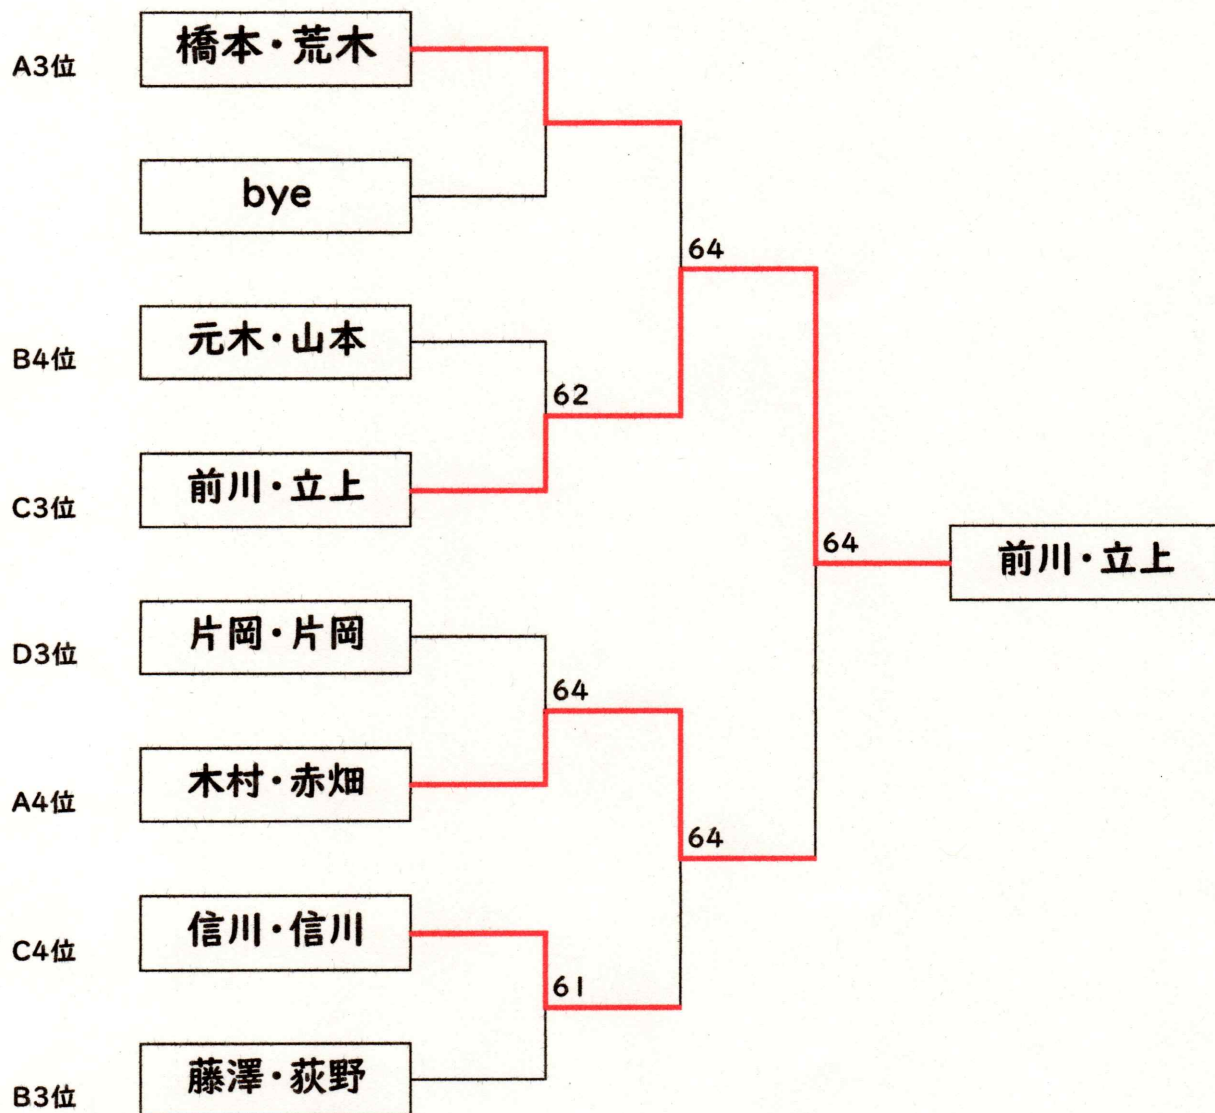 A3位
橋本・荒木
bye
64
B4位
元木・山本
62
C3位
前川・立上
64
前川・立上
D3位
片岡・片岡
64
A4位
木村・赤畑
64
C4位
信川・信川
61
B3位
藤澤・荻野